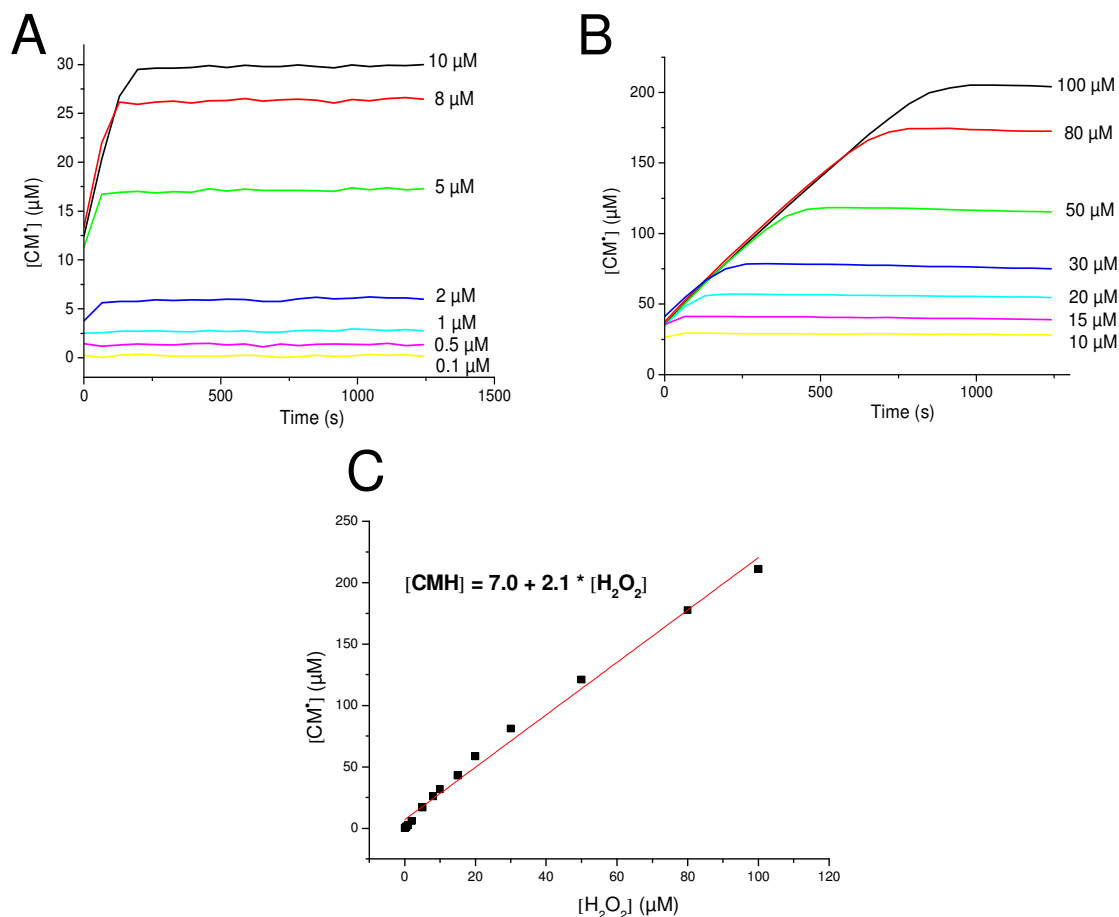 A
30
25
20
15
10
5
0
[CM•] (µM)
10 µM
8 µM
5 µM
2 µM
1 µM
0.5 µM
0.1 µM
0
500
1000
1500
Time (s)
B
200
150
100
50
0
[CM•] (µM)
100 µM
80 µM
50 µM
30 µM
20 µM
15 µM
10 µM
0
500
1000
Time (s)
C
250
200
150
100
50
0
[CM•] (µM)
[CMH] = 7.0 + 2.1 * [H₂O₂]
0
20
40
60
80
100
120
[H₂O₂] (µM)